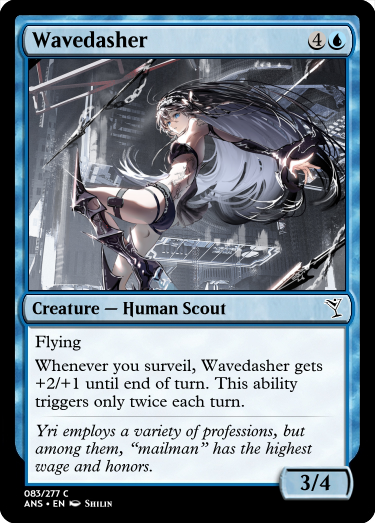 Wavedasher 4
Creature — Human Scout
Flying
Whenever you surveil, Wavedasher gets
+2/+1 until end of turn. This ability
triggers only twice each turn.
Yri employs a variety of professions, but
among them, “mailman” has the highest
wage and honors.
3/4
083/277 C
ANS • EN Shilin